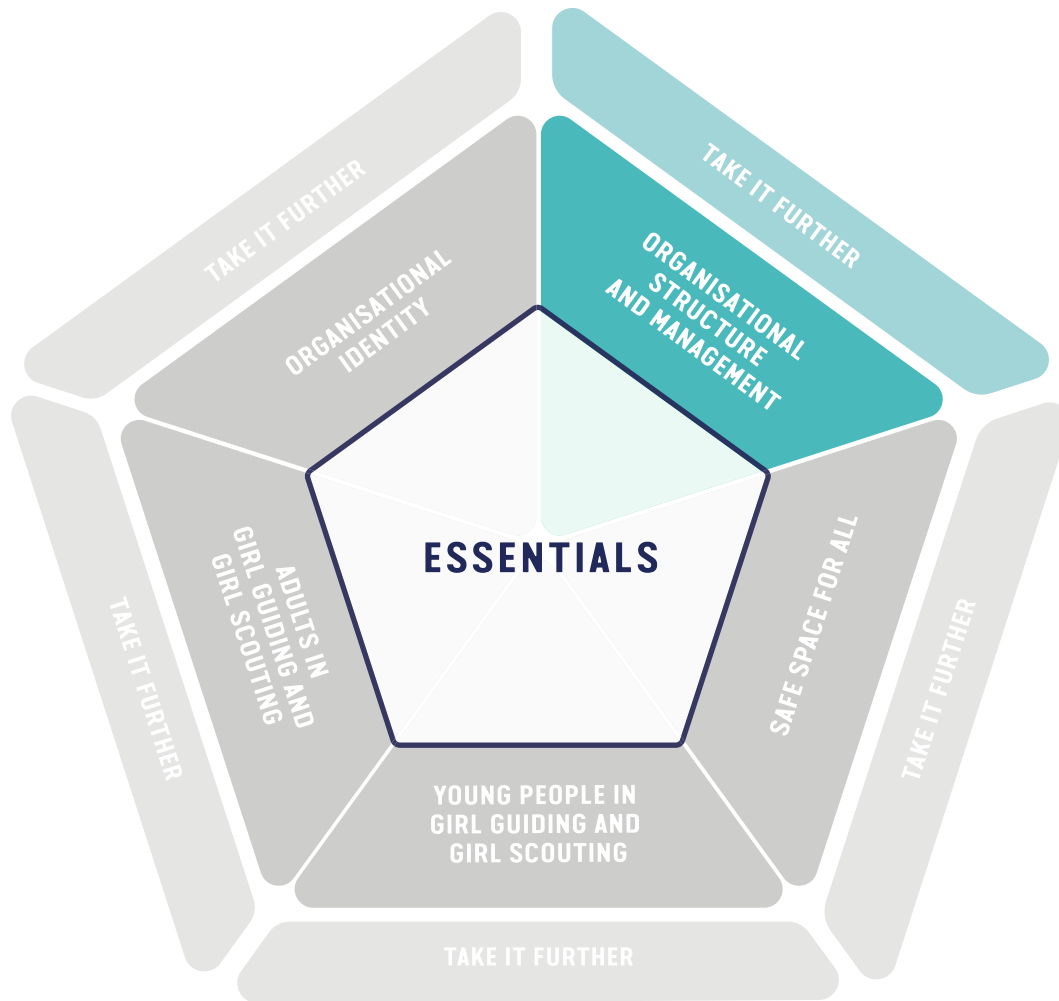 TAKE IT FURTHER
TAKE IT FURTHER
ORGANISATIONAL
IDENTITY
ORGANISATIONAL
STRUCTURE
AND MANAGEMENT
ESSENTIALS
ADULTS IN
GIRL GUIDING AND
GIRL SCOUTING
SAFE SPACE FOR ALL
TAKE IT FURTHER
TAKE IT FURTHER
YOUNG PEOPLE IN
GIRL GUIDING AND
GIRL SCOUTING
TAKE IT FURTHER